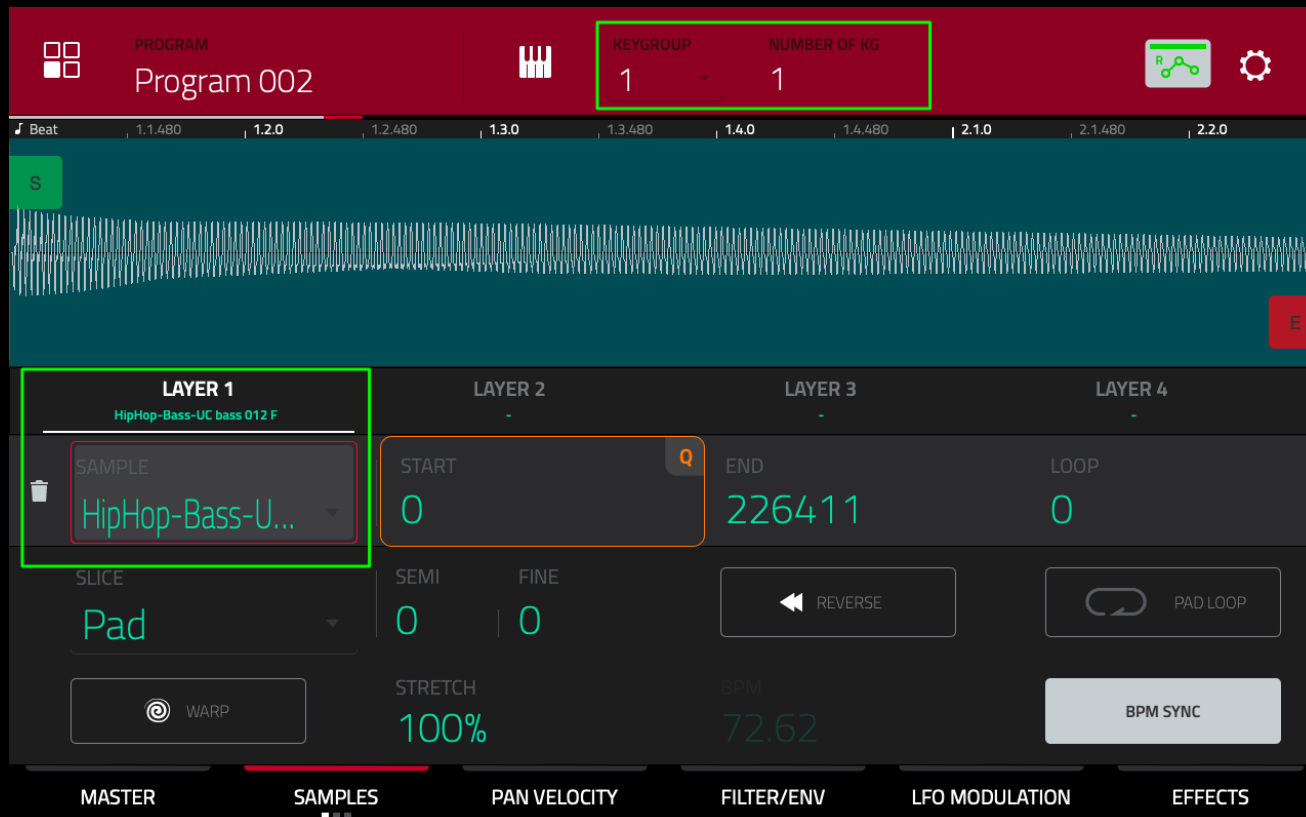 PROGRAM
Program 002
KEYGROUP
1
NUMBER OF KG
1
R
Beat 1.1.480 1.2.0 1.2.480 1.3.0 1.3.480 1.4.0 1.4.480 2.1.0 2.1.480 2.2.0
S
E
LAYER 1 LAYER 2 LAYER 3 LAYER 4
HipHop-Bass-UC bass 012 F - - -
SAMPLE START Q END LOOP
HipHop-Bass-U... 0 226411 0
SLICE SEMI FINE
Pad 0 0 REVERSE PAD LOOP
STRETCH BPM
WARP 100% 72.62 BPM SYNC
MASTER SAMPLES PAN VELOCITY FILTER/ENV LFO MODULATION EFFECTS